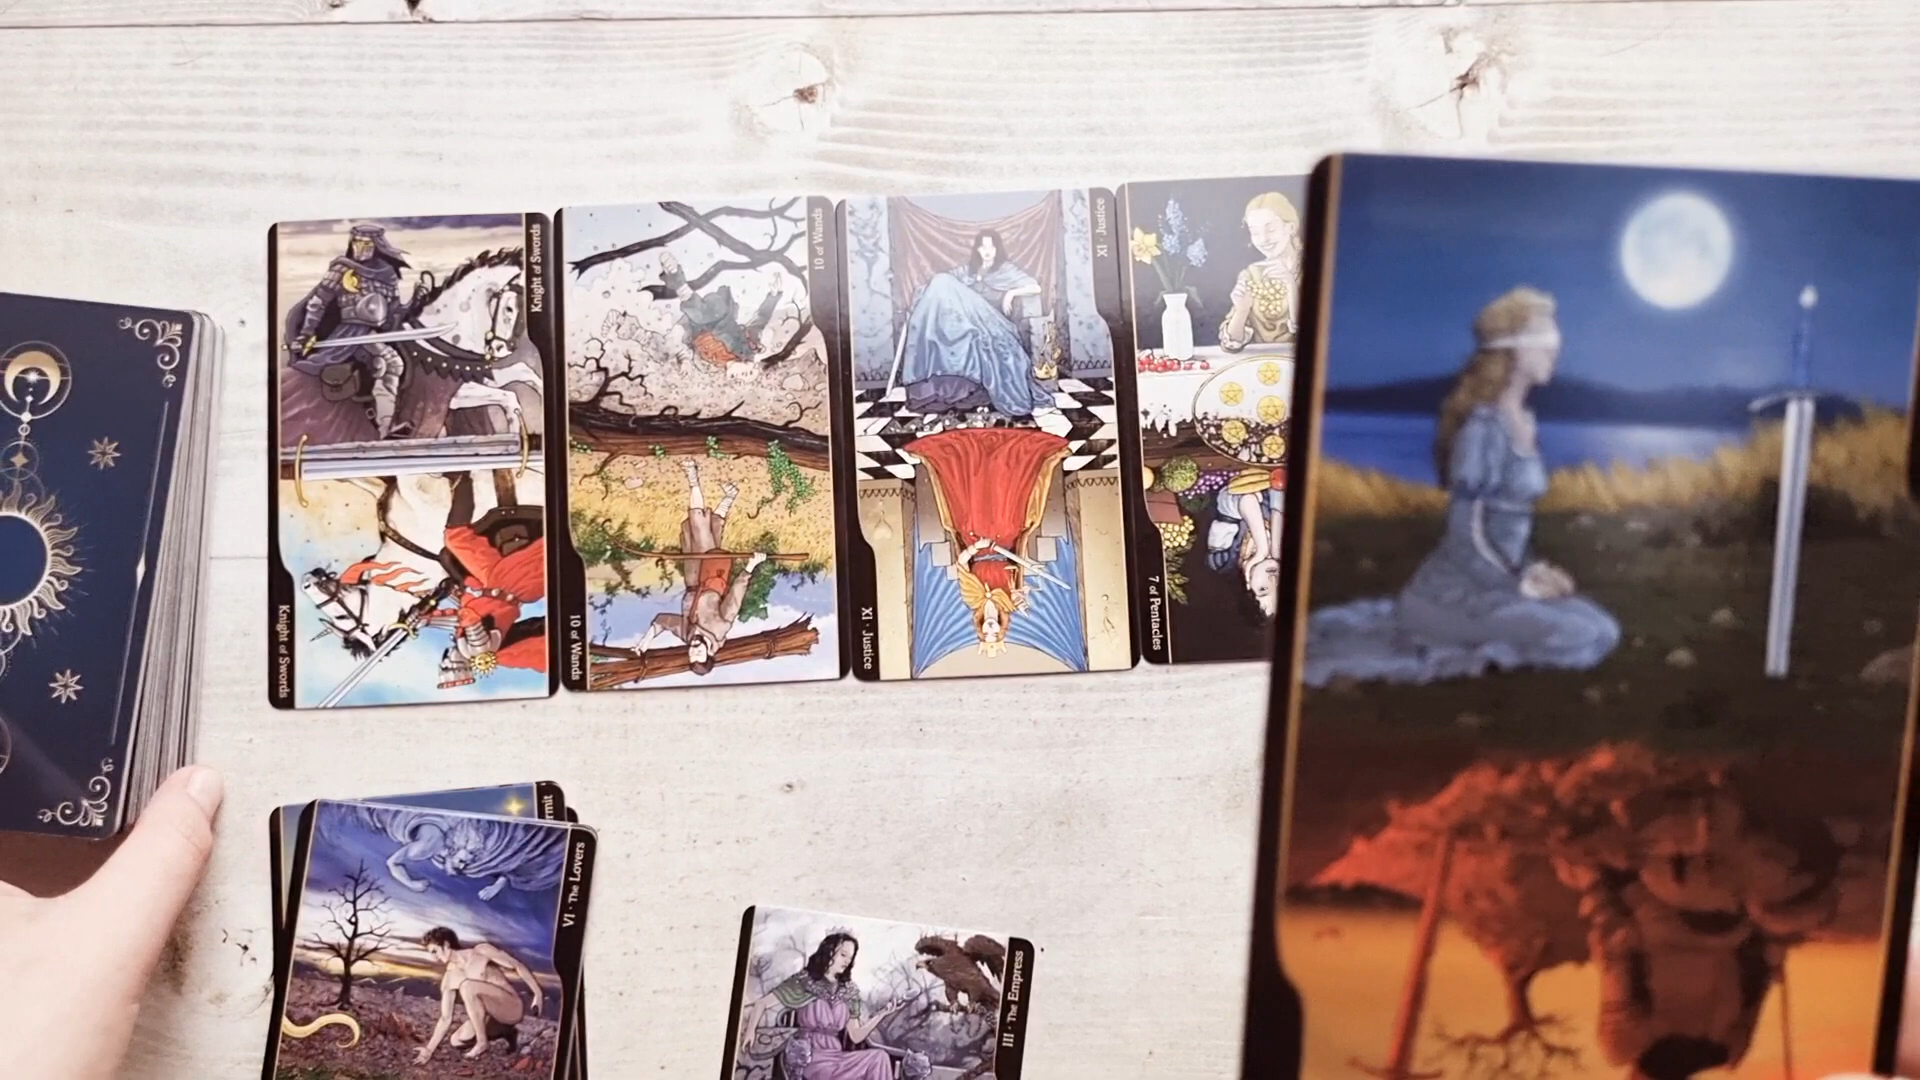 Knight of Swords
10 of Wands
XI · Justice
Knight of Swords
10 of Wands
XI · Justice
7 of Pentacles
rmit
VI · The Lovers
III · The Empress